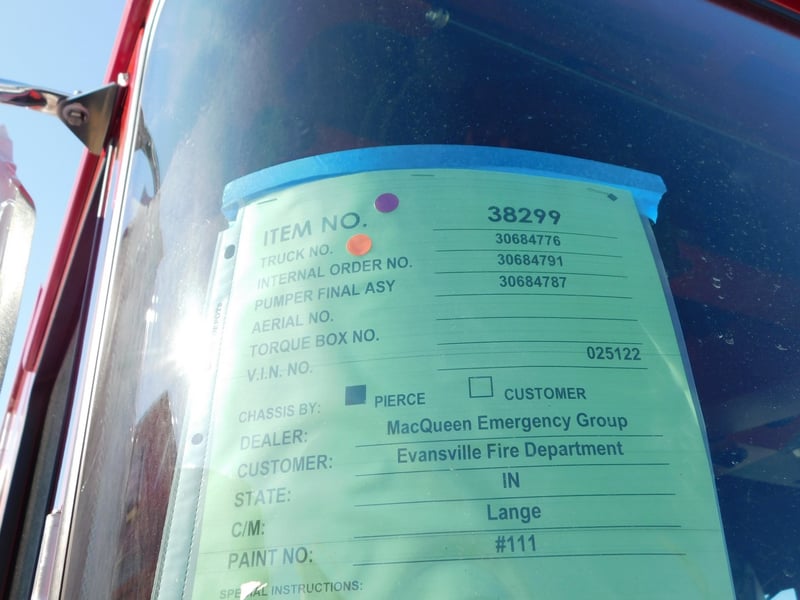 ITEM NO. 38299
TRUCK NO. 30684776
INTERNAL ORDER NO. 30684791
PUMPER FINAL ASY 30684787
AERIAL NO.
TORQUE BOX NO.
V.I.N. NO. 025122
CHASSIS BY: PIERCE CUSTOMER
DEALER: MacQueen Emergency Group
CUSTOMER: Evansville Fire Department
STATE: IN
C/M: Lange
PAINT NO: #111
SPECIAL INSTRUCTIONS: